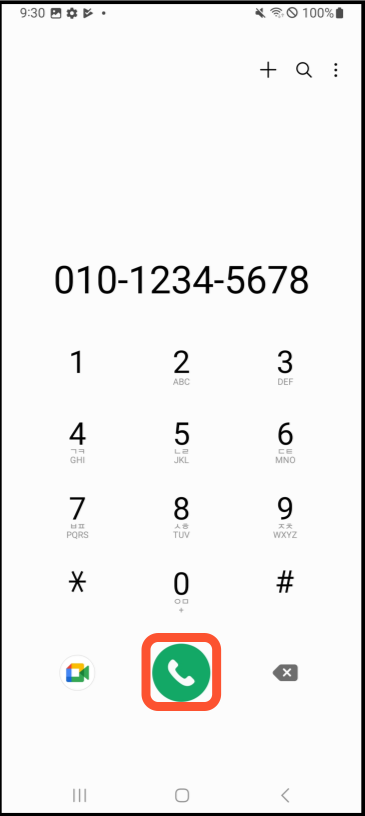 9:30 100%
010-1234-5678
1 2 3
ABC DEF
4 5 6
ㄱㅋ ㄴㄹ ㄷㅌ
GHI JKL MNO
7 8 9
ㅂㅍ ㅅㅎ ㅈㅊ
PQRS TUV WXYZ
* 0 #
ㅇㅁ
+